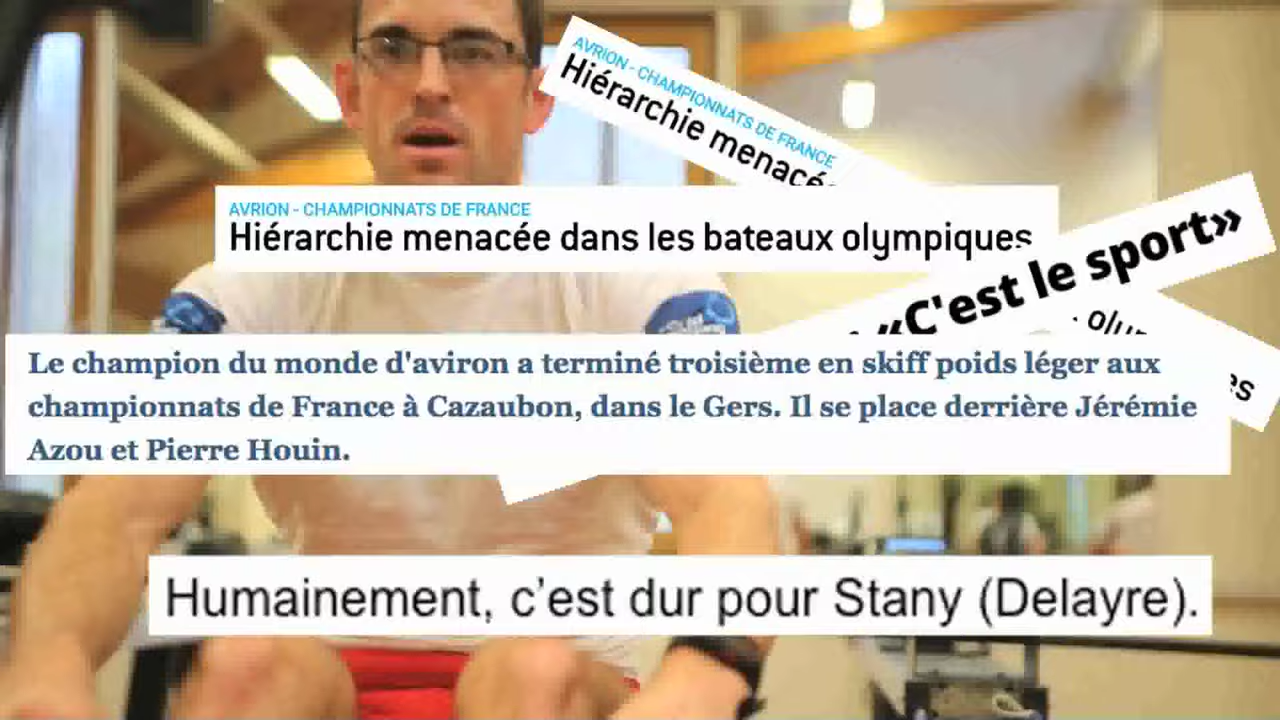 AVRION - CHAMPIONNATS DE FRANCE
Hiérarchie menacée
AVRION - CHAMPIONNATS DE FRANCE
Hiérarchie menacée dans les bateaux olympiques
«C'est le sport»
Le champion du monde d'aviron a terminé troisième en skiff poids léger aux
championnats de France à Cazaubon, dans le Gers. Il se place derrière Jérémie
Azou et Pierre Houin.
Humainement, c’est dur pour Stany (Delayre).